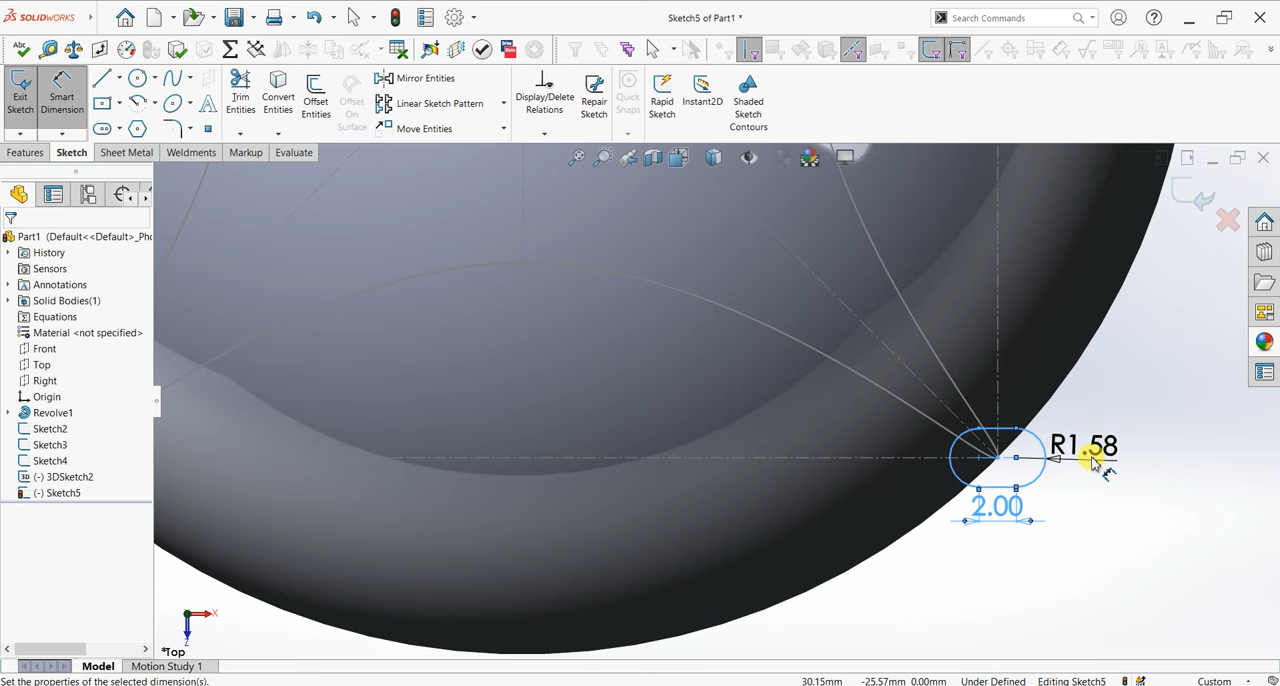 SOLIDWORKS
Sketch5 of Part1 *
Search Commands
Exit Sketch
Smart Dimension
Trim Entities
Convert Entities
Offset Entities
Offset On Surface
Mirror Entities
Linear Sketch Pattern
Move Entities
Display/Delete Relations
Repair Sketch
Quick Snaps
Rapid Sketch
Instant2D
Shaded Sketch Contours
Features
Sketch
Sheet Metal
Weldments
Markup
Evaluate
Part1 (Default<<Default>_Pho
History
Sensors
Annotations
Solid Bodies(1)
Equations
Material <not specified>
Front
Top
Right
Origin
Revolve1
Sketch2
Sketch3
Sketch4
3D (-) 3DSketch2
(-) Sketch5
R1.58
2.00
X
Z
*Top
Model
Motion Study 1
Set the properties of the selected dimension(s).
30.15mm
-25.57mm 0.00mm
Under Defined
Editing Sketch5
Custom